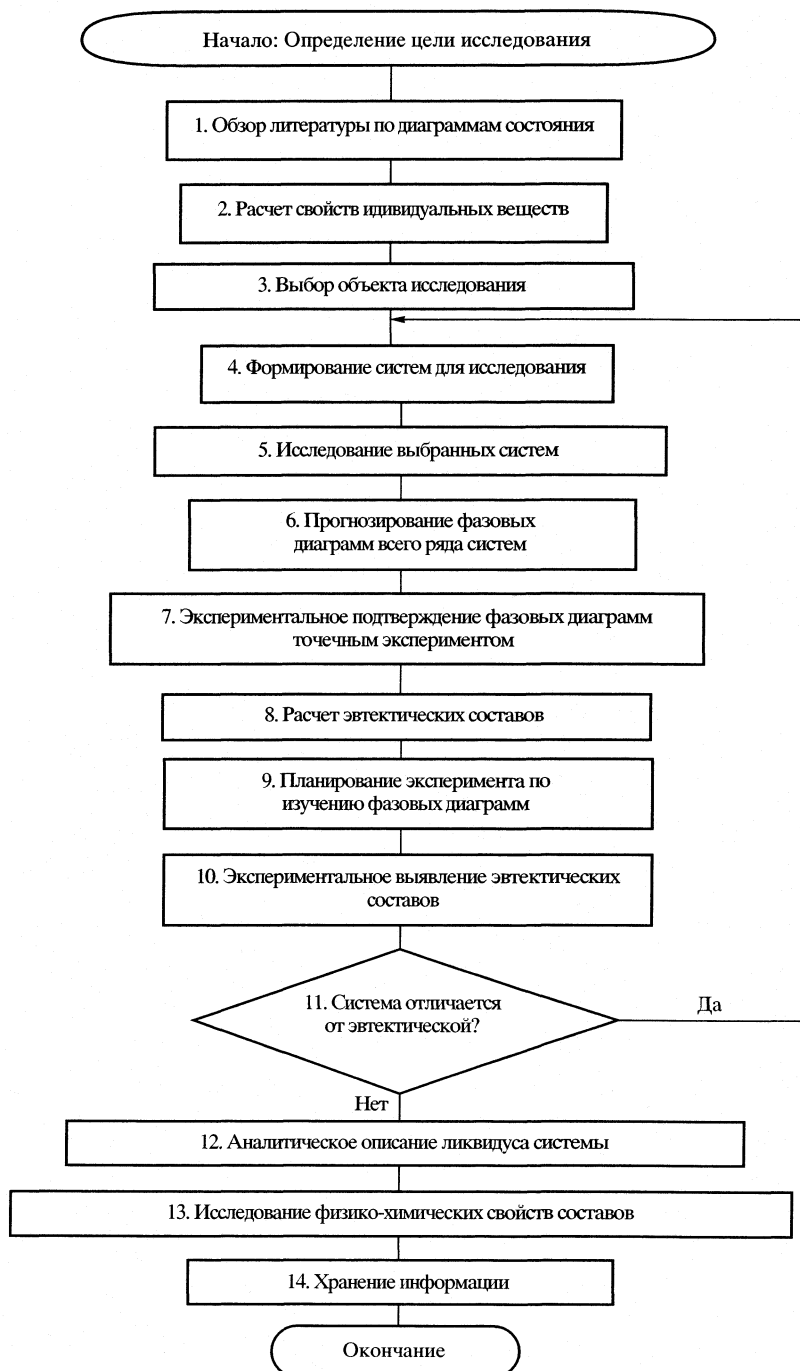 Начало: Определение цели исследования
1. Обзор литературы по диаграммам состояния
2. Расчет свойств идивидуальных веществ
3. Выбор объекта исследования
4. Формирование систем для исследования
5. Исследование выбранных систем
6. Прогнозирование фазовых
диаграмм всего ряда систем
7. Экспериментальное подтверждение фазовых диаграмм
точечным экспериментом
8. Расчет эвтектических составов
9. Планирование эксперимента по
изучению фазовых диаграмм
10. Экспериментальное выявление эвтектических
составов
11. Система отличается
от эвтектической?
Да
Нет
12. Аналитическое описание ликвидуса системы
13. Исследование физико-химических свойств составов
14. Хранение информации
Окончание